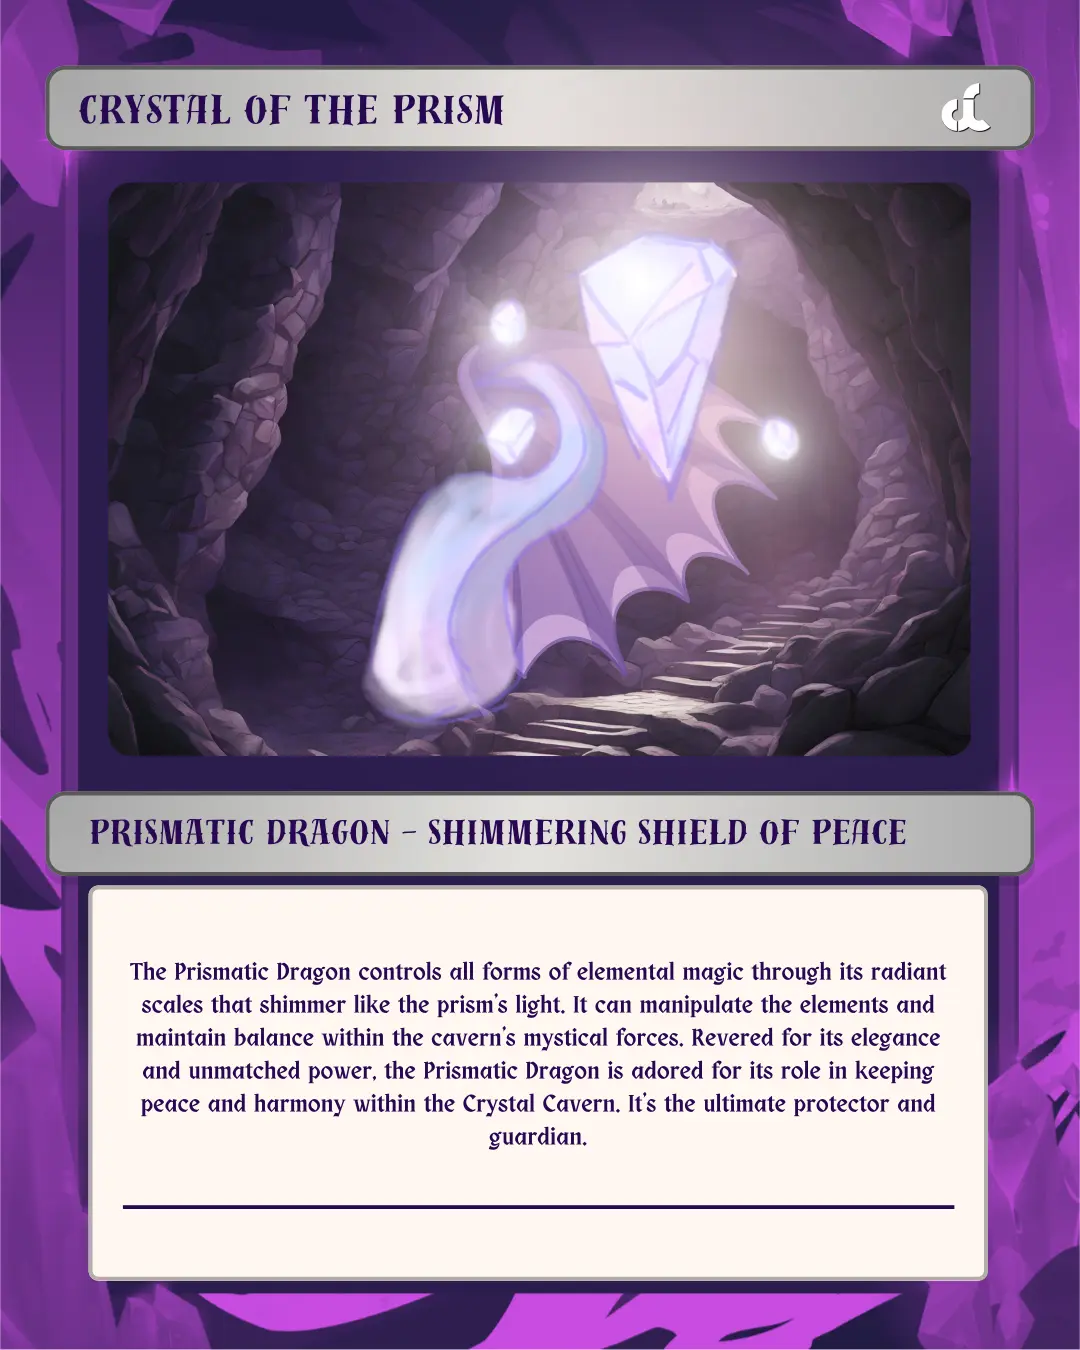 CRYSTAL OF THE PRISM
PRISMATIC DRAGON – SHIMMERING SHIELD OF PEACE
The Prismatic Dragon controls all forms of elemental magic through its radiant
scales that shimmer like the prism's light. It can manipulate the elements and
maintain balance within the cavern's mystical forces. Revered for its elegance
and unmatched power, the Prismatic Dragon is adored for its role in keeping
peace and harmony within the Crystal Cavern. It's the ultimate protector and
guardian.